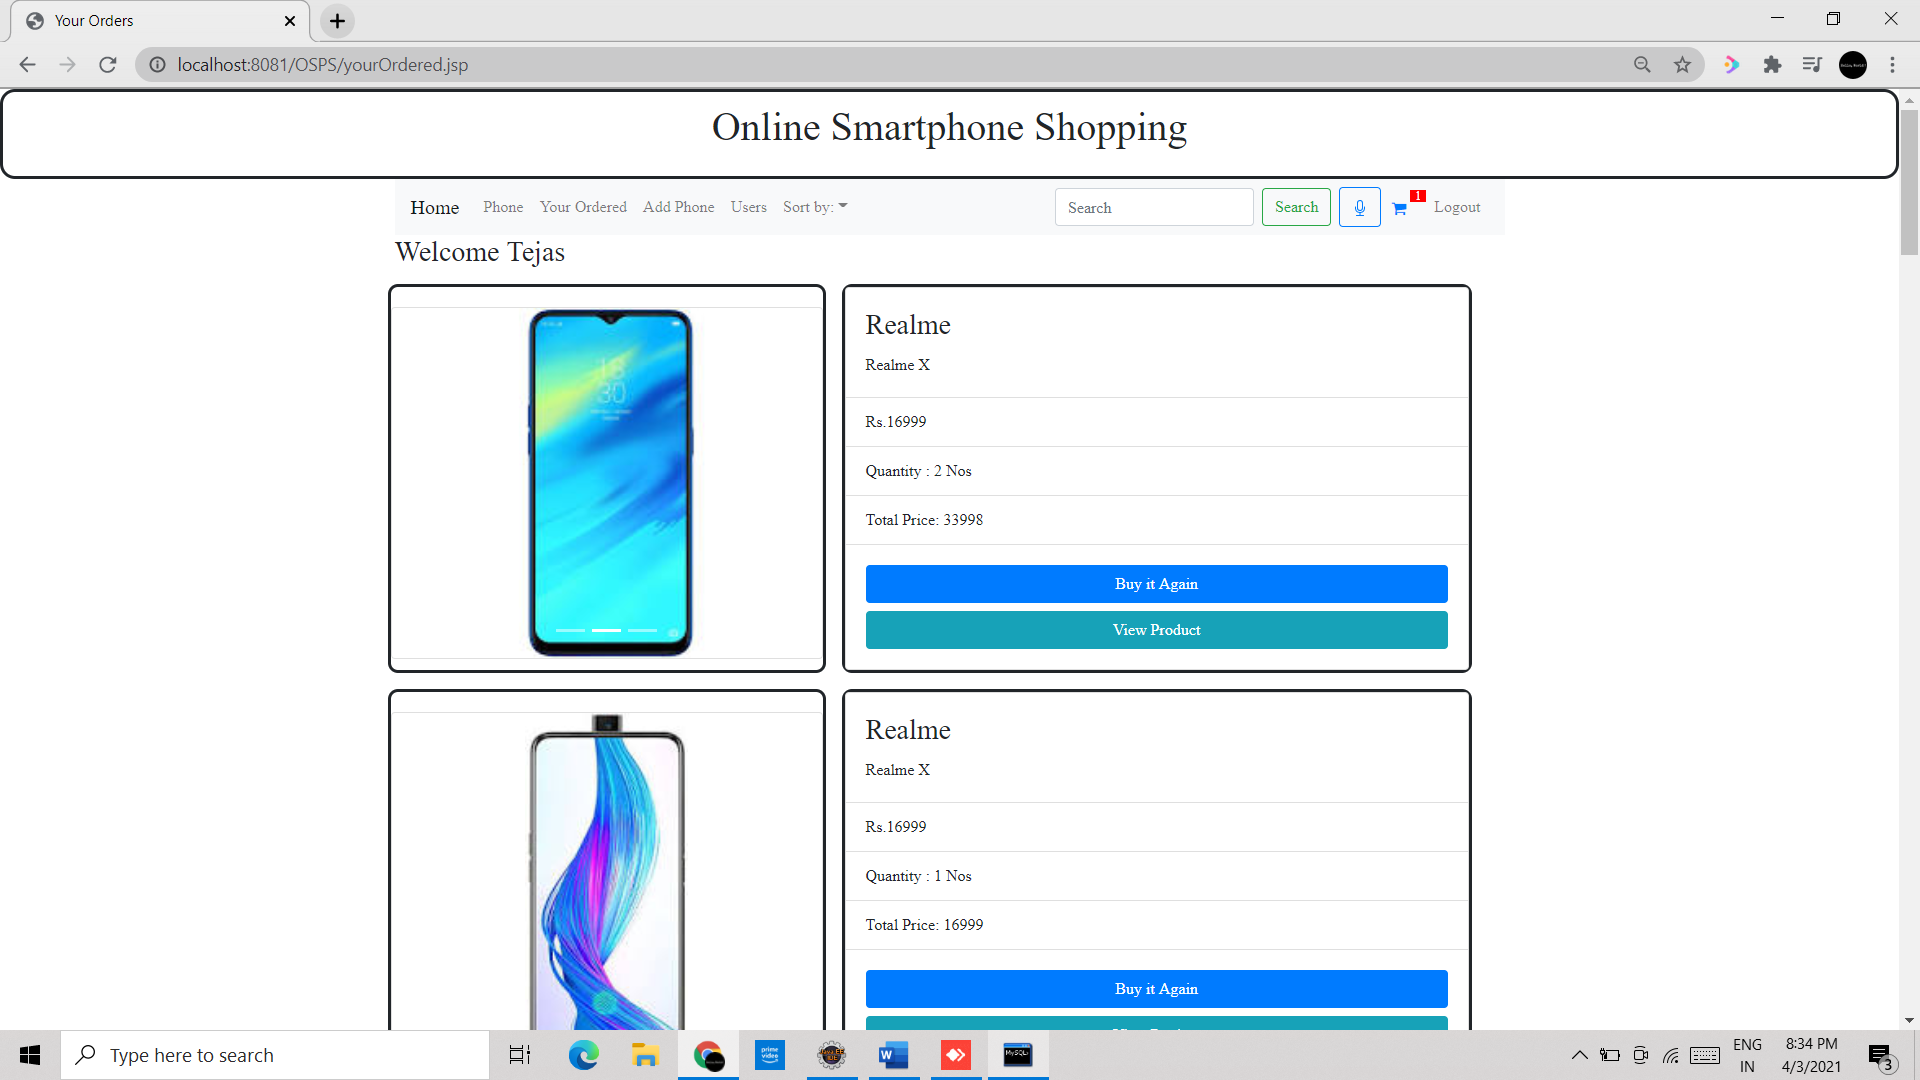 Your Orders
localhost:8081/OSPS/yourOrdered.jsp
Online Smartphone Shopping
Home Phone Your Ordered Add Phone Users Sort by: Search Search 1 Logout
Welcome Tejas
Realme
Realme X
Rs.16999
Quantity : 2 Nos
Total Price: 33998
Buy it Again
View Product
Realme
Realme X
Rs.16999
Quantity : 1 Nos
Total Price: 16999
Buy it Again
Type here to search
prime video
W
MySQL
ENG
IN
8:34 PM
4/3/2021
3